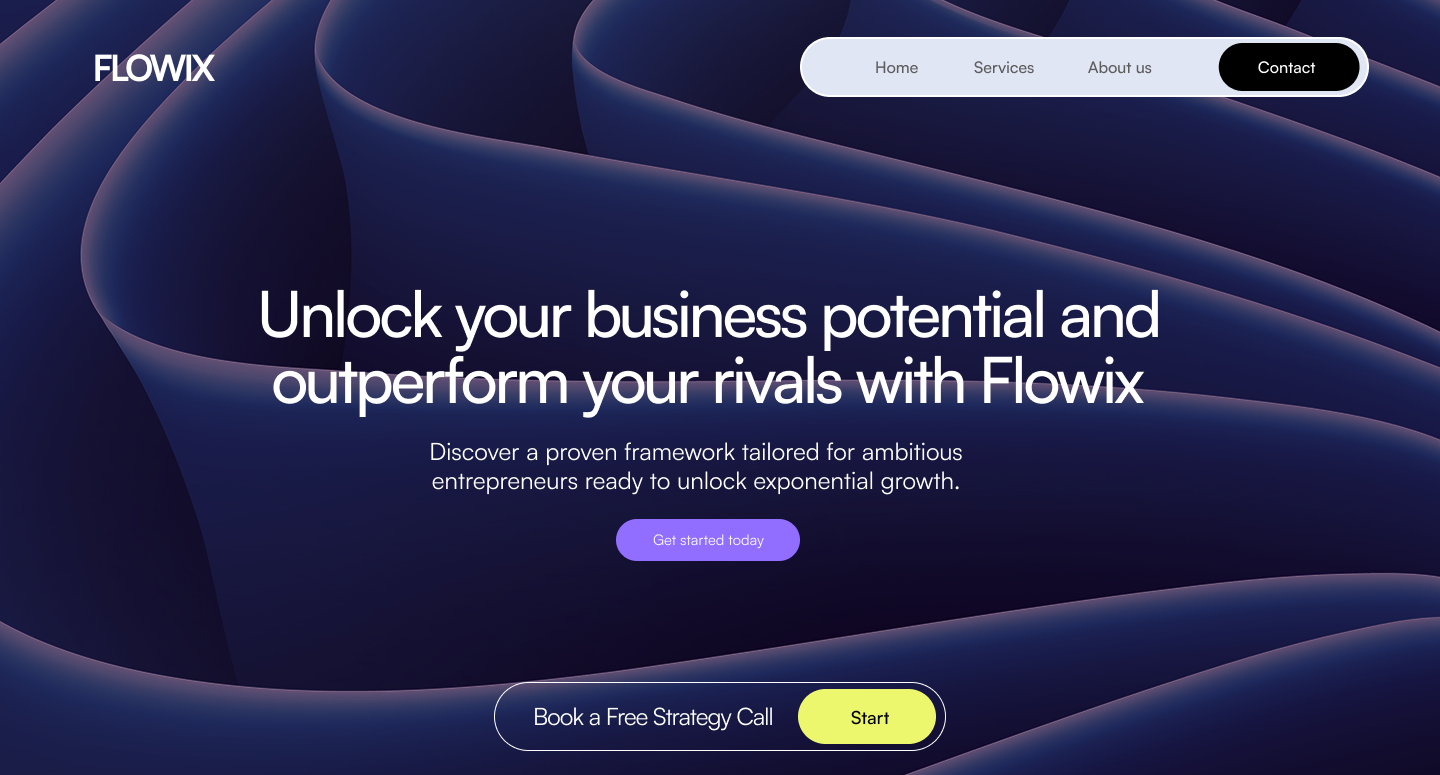 FLOWIX
Home Services About us Contact
Unlock your business potential and
outperform your rivals with Flowix
Discover a proven framework tailored for ambitious
entrepreneurs ready to unlock exponential growth.
Get started today
Book a Free Strategy Call Start